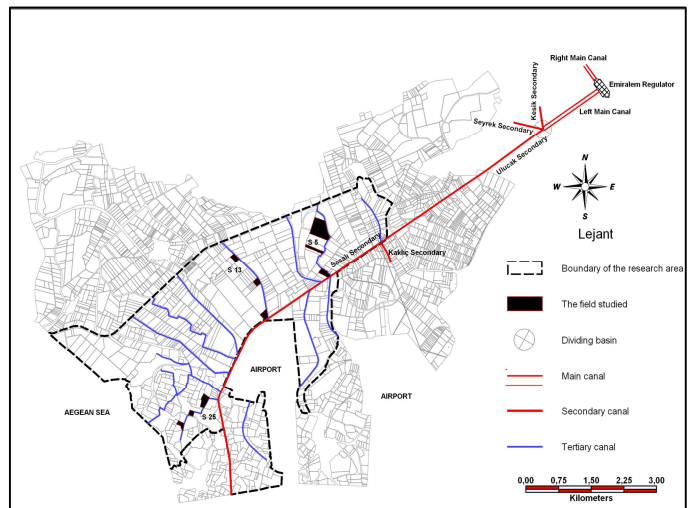 Right Main Canal
Emiralem Regulator
Left Main Canal
Kesik Secondary
Seyrek Secondary
Ulucak Secondary
N
W E
S
Lejant
S 5
Sasalı Secondary
Kaklıç Secondary
S 13
Boundary of the research area
The field studied
Dividing basin
AIRPORT
Main canal
AIRPORT
AEGEAN SEA
S 25
Secondary canal
Tertiary canal
0,00 0,75 1,50 2,25 3,00
Kilometers